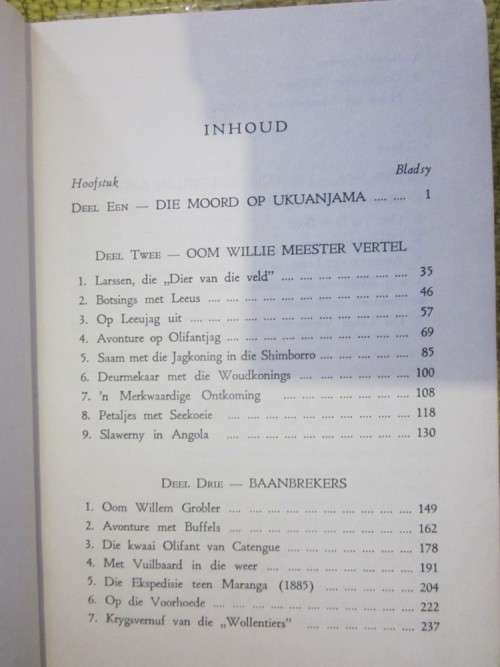 INHOUD
Hoofstuk Bladsy
DEEL EEN — DIE MOORD OP UKUANJAMA .... .... 1
DEEL TWEE — OOM WILLIE MEESTER VERTEL
1. Larssen, die „Dier van die veld” .... .... .... .... .... .... .... 35
2. Botsings met Leeus .... .... .... .... .... .... .... .... .... .... .... 46
3. Op Leeujag uit .... .... .... .... .... .... .... .... .... .... .... 57
4. Avonture op Olifantjag .... .... .... .... .... .... .... .... .... 69
5. Saam met die Jagkoning in die Shimborro .... .... .... .... .... 85
6. Deurmekaar met die Woudkonings .... .... .... .... .... .... 100
7. 'n Merkwaardige Ontkoming .... .... .... .... .... .... .... 108
8. Petaljes met Seekoeie .... .... .... .... .... .... .... .... .... 118
9. Slawerny in Angola .... .... .... .... .... .... .... .... .... 130
DEEL DRIE — BAANBREKERS
1. Oom Willem Grobler .... .... .... .... .... .... .... .... .... 149
2. Avonture met Buffels .... .... .... .... .... .... .... .... .... 162
3. Die kwaai Olifant van Catengue .... .... .... .... .... .... 178
4. Met Vuilbaard in die weer .... .... .... .... .... .... .... .... 191
5. Die Ekspedisie teen Maranga (1885) .... .... .... .... .... 204
6. Op die Voorhoede .... .... .... .... .... .... .... .... .... .... 222
7. Krygsvernuf van die „Wollentiers” .... .... .... .... .... .... 237